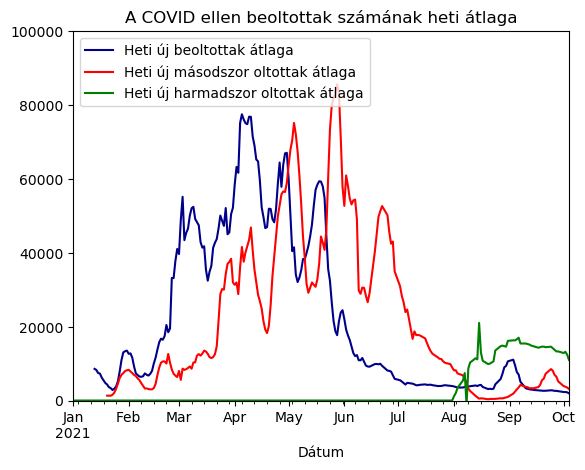 A COVID ellen beoltottak számának heti átlaga
Heti új beoltottak átlaga
Heti új másodszor oltottak átlaga
Heti új harmadszor oltottak átlaga
100000
80000
60000
40000
20000
0
Jan Feb Mar Apr May Jun Jul Aug Sep Oct
2021
Dátum